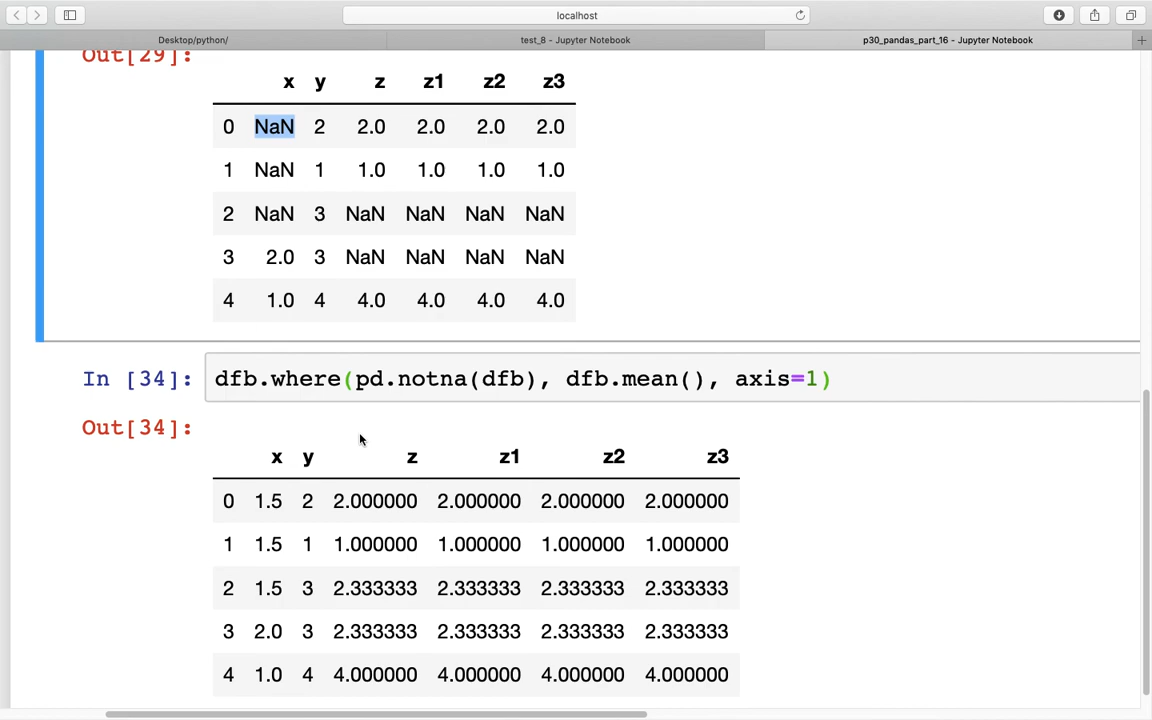 localhost
Desktop/python/ test_8 - Jupyter Notebook p30_pandas_part_16 - Jupyter Notebook
Out[29]:
x y z z1 z2 z3
0 NaN 2 2.0 2.0 2.0 2.0
1 NaN 1 1.0 1.0 1.0 1.0
2 NaN 3 NaN NaN NaN NaN
3 2.0 3 NaN NaN NaN NaN
4 1.0 4 4.0 4.0 4.0 4.0
In [34]: dfb.where(pd.notna(dfb), dfb.mean(), axis=1)
Out[34]:
x y z z1 z2 z3
0 1.5 2 2.000000 2.000000 2.000000 2.000000
1 1.5 1 1.000000 1.000000 1.000000 1.000000
2 1.5 3 2.333333 2.333333 2.333333 2.333333
3 2.0 3 2.333333 2.333333 2.333333 2.333333
4 1.0 4 4.000000 4.000000 4.000000 4.000000